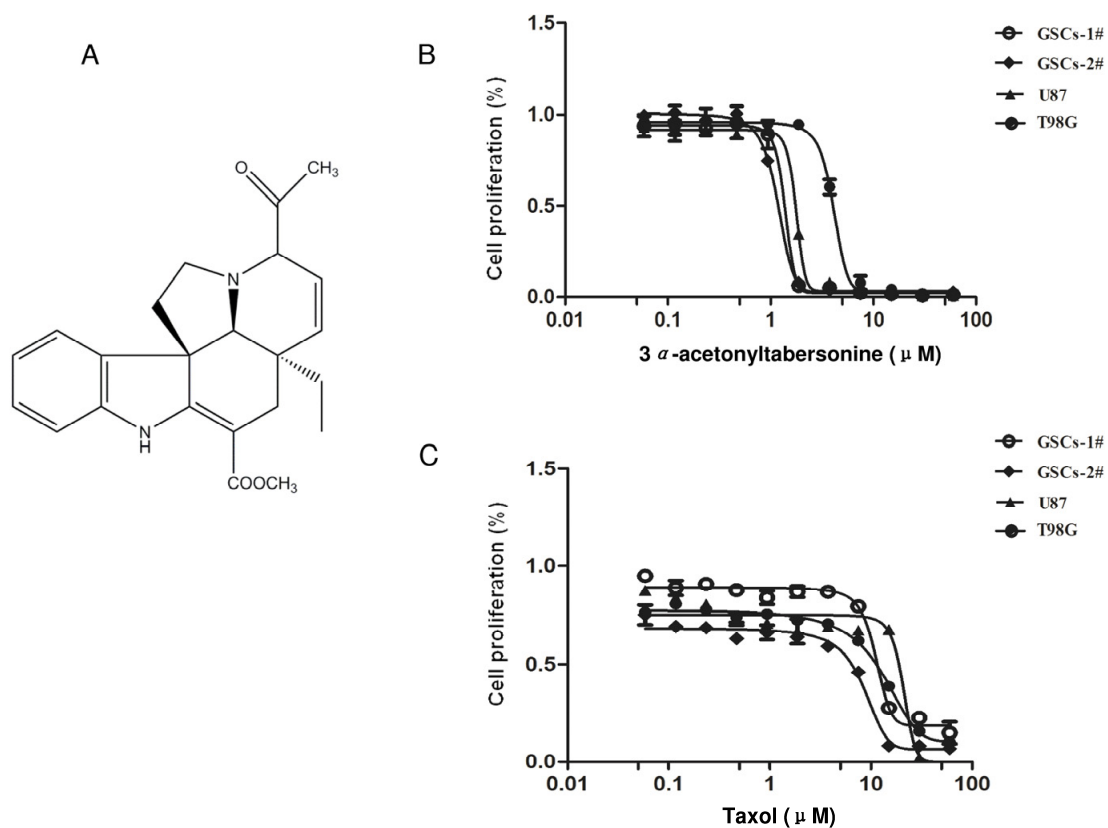 A
O
CH3
N
N
H
COOCH3
B
Cell proliferation (%)
1.5
1.0
0.5
0.0
0.01
0.1
1
10
100
3 α-acetonyltabersonine ( μ M)
GSCs-1#
GSCs-2#
U87
T98G
C
Cell proliferation (%)
1.5
1.0
0.5
0.0
0.01
0.1
1
10
100
Taxol ( μ M)
GSCs-1#
GSCs-2#
U87
T98G